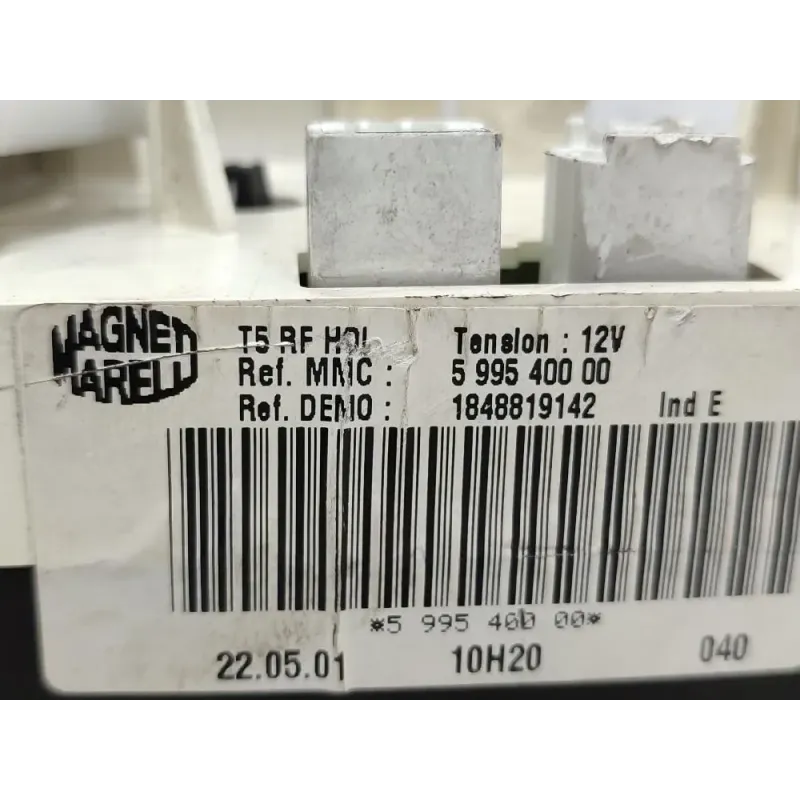 MAGNETI
MARELLI
T5 RF HOL Tension : 12V
Ref. MMC : 5 995 400 00
Ref. DEMO : 1848819142 Ind E
*5 995 400 00*
22.05.01 10H20 040